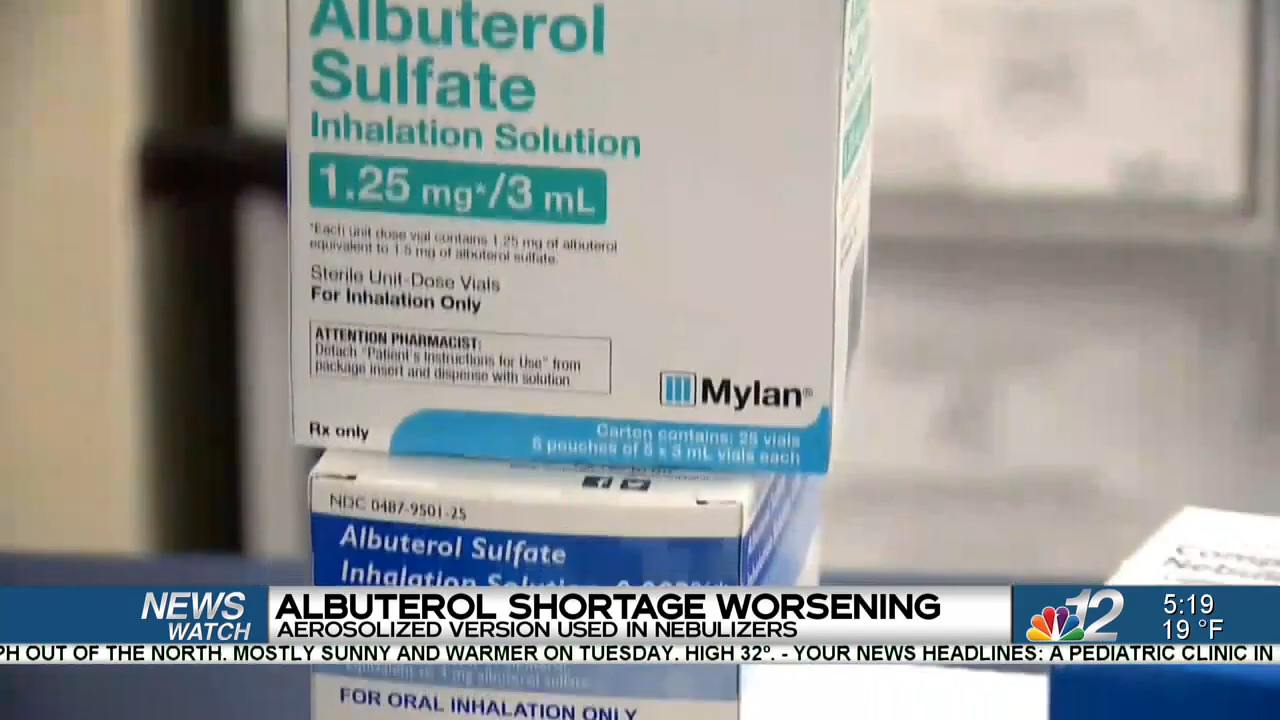 Albuterol
Sulfate
Inhalation Solution
1.25 mg*/3 mL
*Each unit dose vial contains 1.25 mg of albuterol
equivalent to 1.5 mg of albuterol sulfate.
Sterile Unit-Dose Vials
For Inhalation Only
ATTENTION PHARMACIST:
Detach "Patient's Instructions for Use" from
package insert and dispense with solution
Mylan®
Rx only
Carton contains: 25 vials
5 pouches of 5 x 3 mL vials each
NDC 0487-9501-25
Albuterol Sulfate
Inhalation
NEWS
WATCH
ALBUTEROL SHORTAGE WORSENING
AEROSOLIZED VERSION USED IN NEBULIZERS
12
5:19
19 °F
PH OUT OF THE NORTH. MOSTLY SUNNY AND WARMER ON TUESDAY. HIGH 32º. - YOUR NEWS HEADLINES: A PEDIATRIC CLINIC IN
FOR ORAL INHALATION ONLY